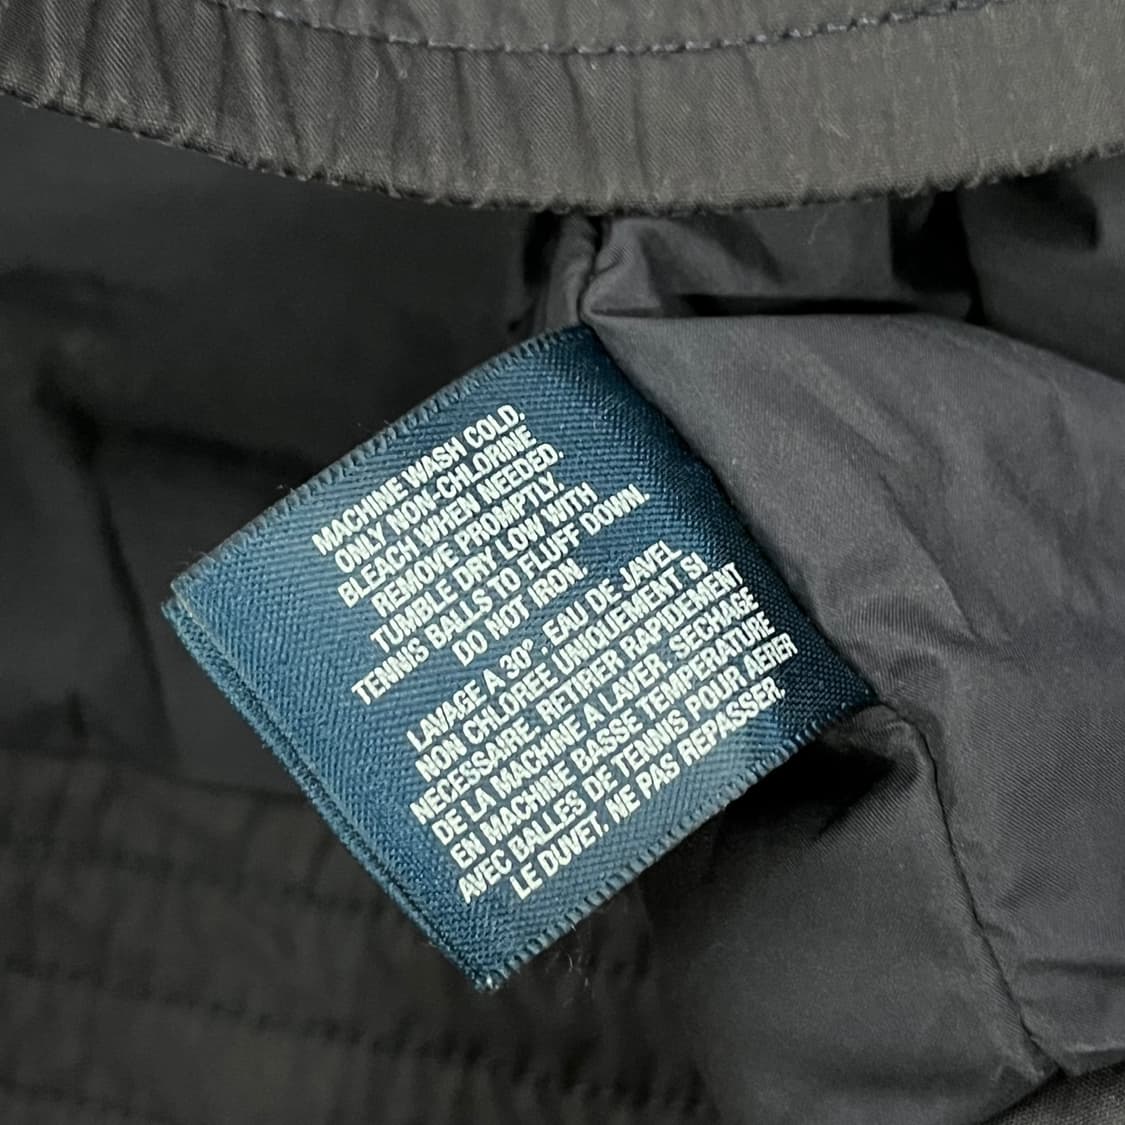 MACHINE WASH COLD.
ONLY NON-CHLORINE
BLEACH WHEN NEEDED.
REMOVE PROMPTLY.
TUMBLE DRY LOW WITH
TENNIS BALLS TO FLUFF DOWN.
DO NOT IRON.
LAVAGE A 30°. EAU DE JAVEL
NON CHLOREE UNIQUEMENT SI
NECESSAIRE. RETIRER RAPIDEMENT
DE LA MACHINE A LAVER. SECHAGE
EN MACHINE BASSE TEMPERATURE
AVEC BALLES DE TENNIS POUR AERER
LE DUVET. NE PAS REPASSER.